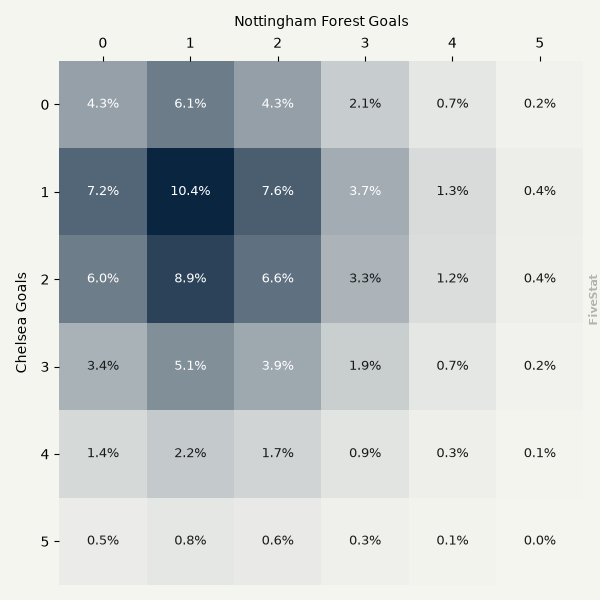 Nottingham Forest Goals
0 1 2 3 4 5
0 4.3% 6.1% 4.3% 2.1% 0.7% 0.2%
1 7.2% 10.4% 7.6% 3.7% 1.3% 0.4%
2 6.0% 8.9% 6.6% 3.3% 1.2% 0.4%
3 3.4% 5.1% 3.9% 1.9% 0.7% 0.2%
4 1.4% 2.2% 1.7% 0.9% 0.3% 0.1%
5 0.5% 0.8% 0.6% 0.3% 0.1% 0.0%
Chelsea Goals
FiveStat